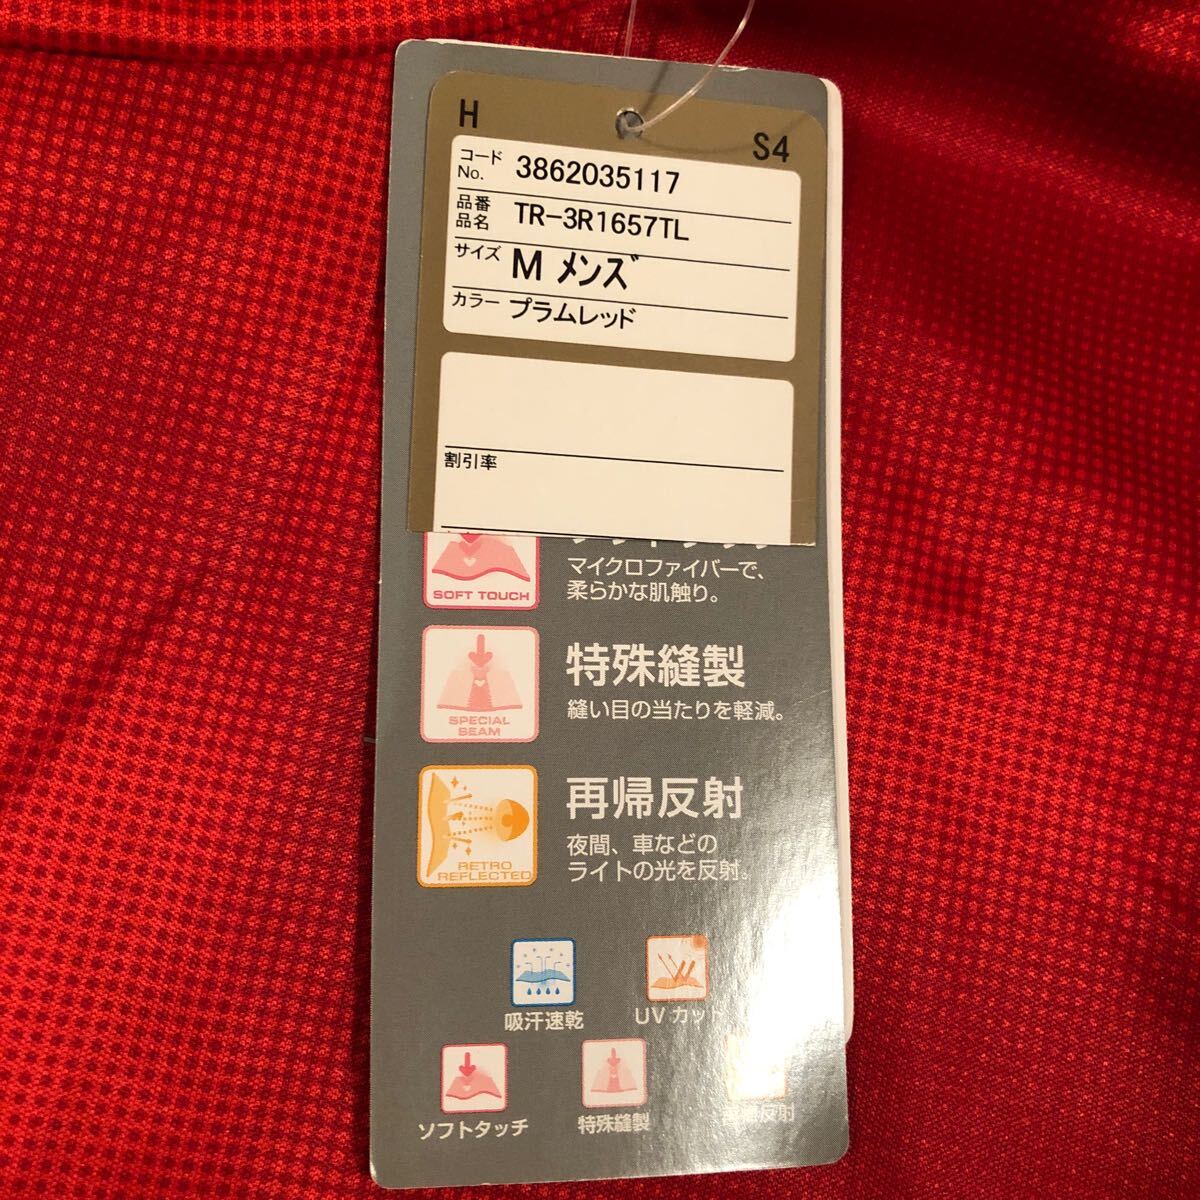 H
S4
コード No. 3862035117
品番 品名 TR-3R1657TL
サイズ M メンズ
カラー プラムレッド
割引率
SOFT TOUCH
マイクロファイバーで、
柔らかな肌触り。
SPECIAL
SEAM
特殊縫製
縫い目の当たりを軽減。
RETRO
REFLECTED
再帰反射
夜間、車などの
ライトの光を反射。
吸汗速乾
UV カット
ソフトタッチ
特殊縫製
反射